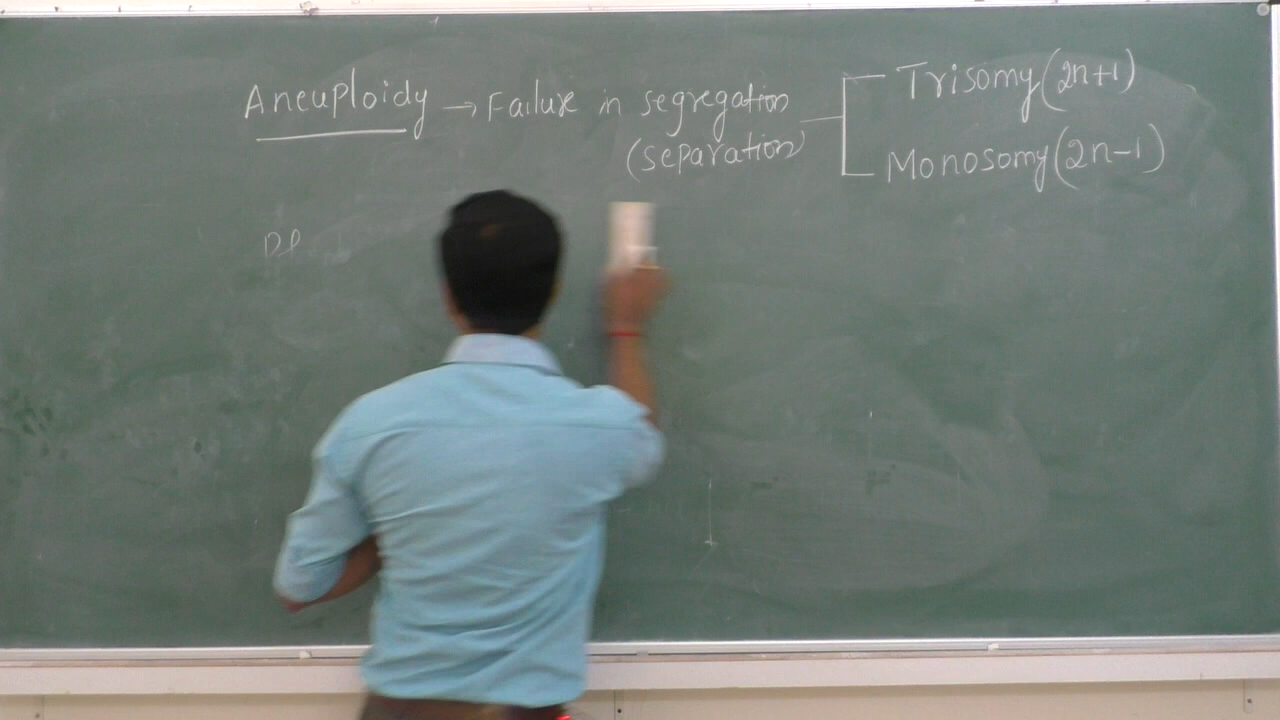 Aneuploidy → Failure in segregation
(separation)
Trisomy (2n+1)
Monosomy (2n-1)